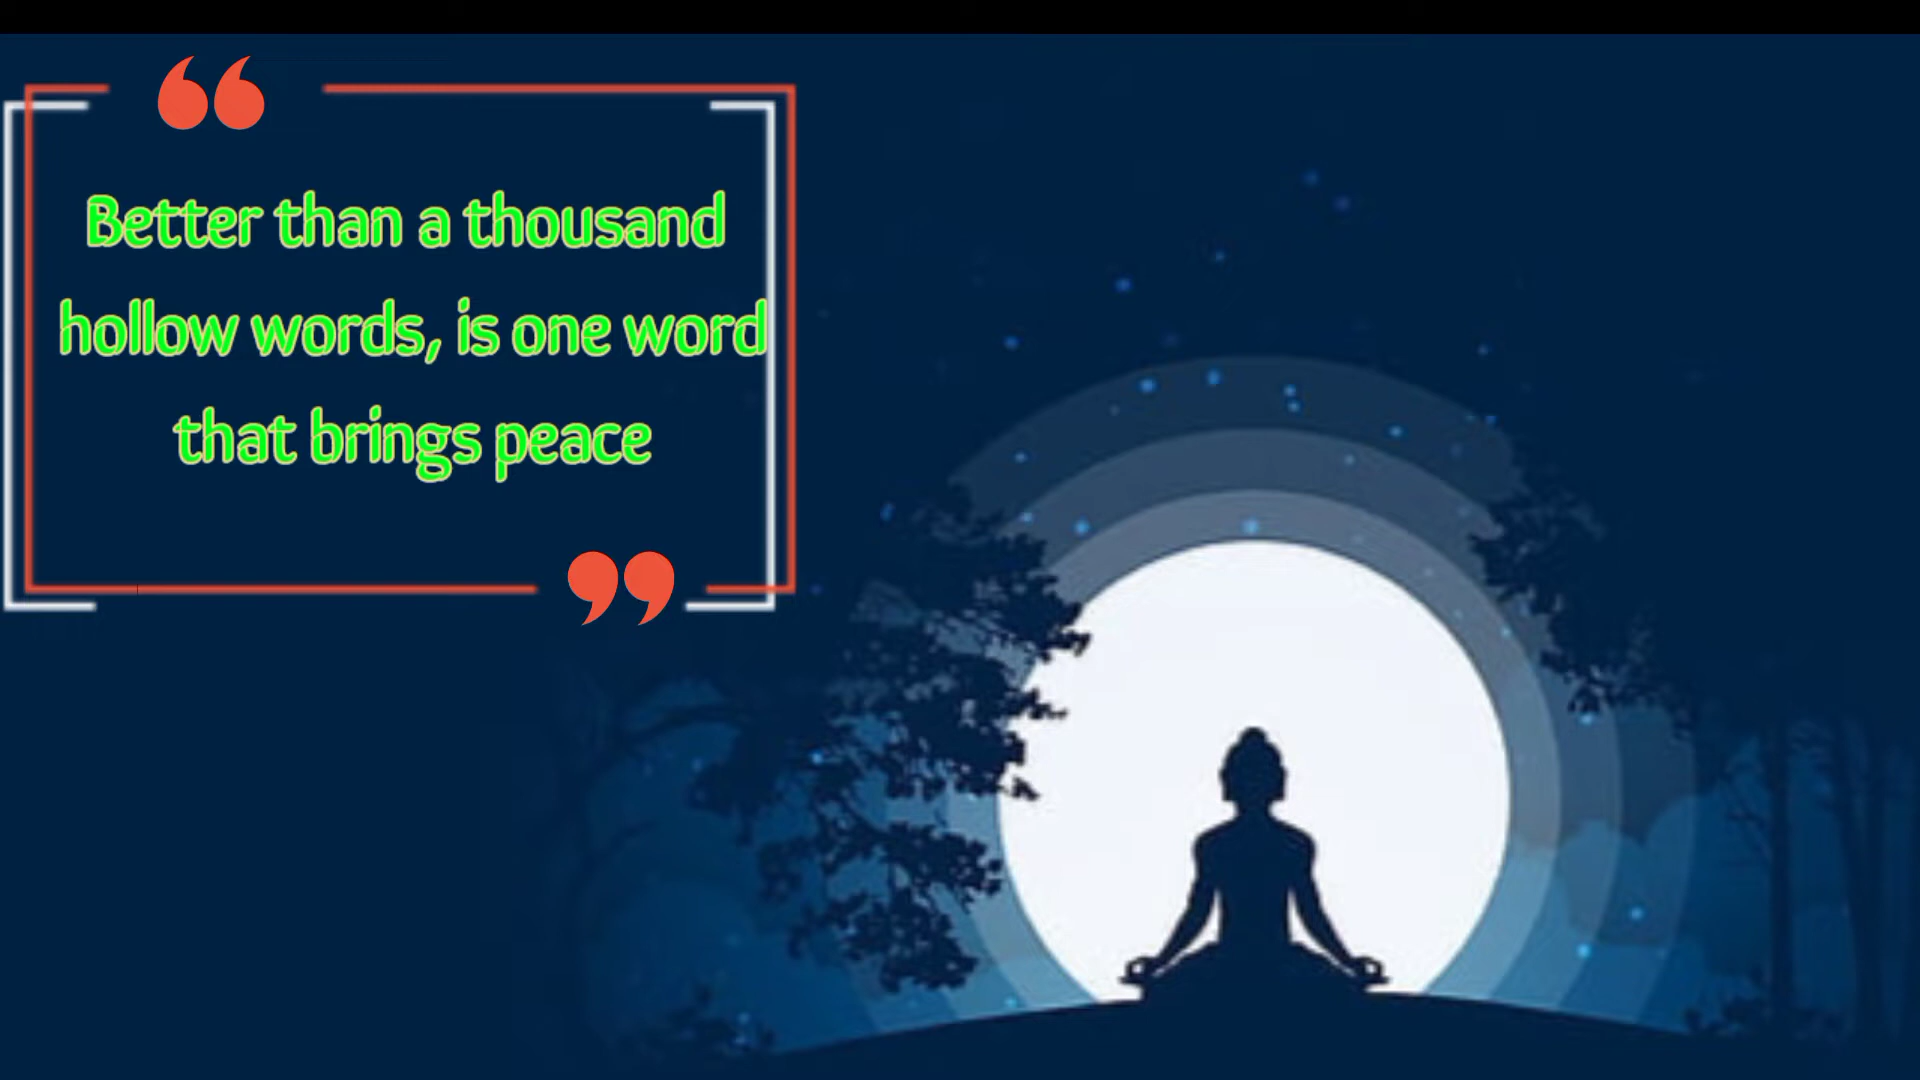 “
Better than a thousand
hollow words, is one word
that brings peace
”